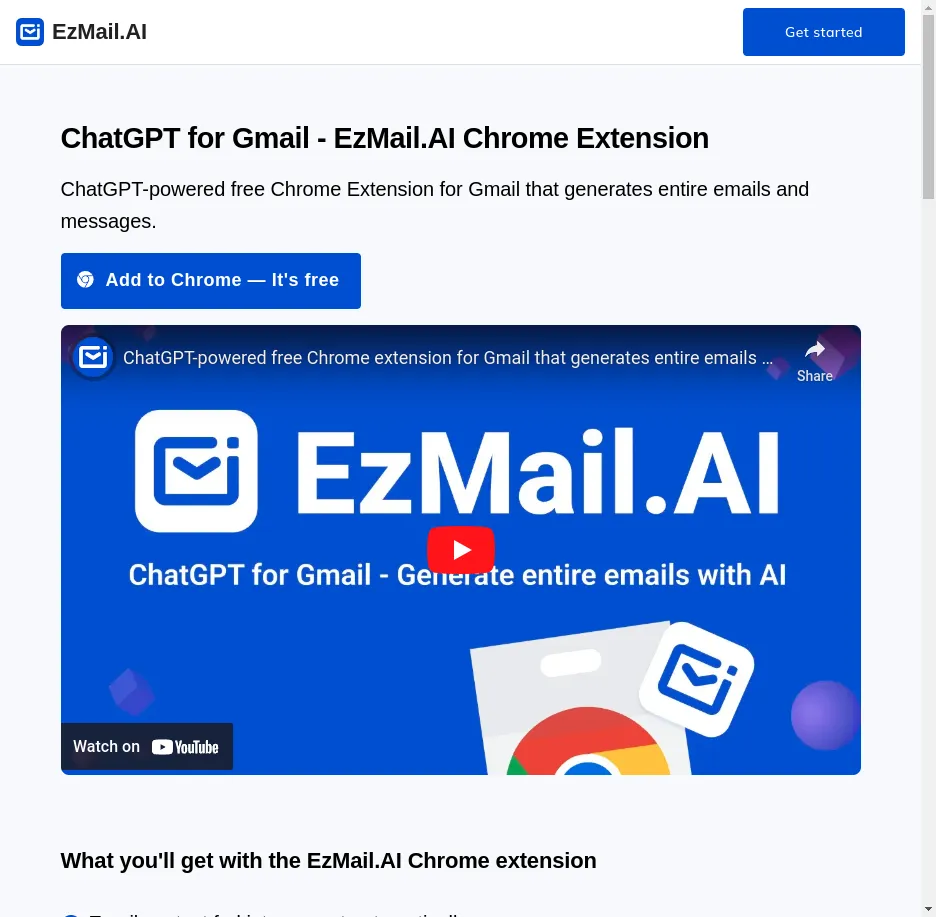 EzMail.AI
Get started
ChatGPT for Gmail - EzMail.AI Chrome Extension
ChatGPT-powered free Chrome Extension for Gmail that generates entire emails and
messages.
Add to Chrome — It's free
ChatGPT-powered free Chrome extension for Gmail that generates entire emails ...
Share
EzMail.AI
ChatGPT for Gmail - Generate entire emails with AI
Watch on YouTube
What you'll get with the EzMail.AI Chrome extension